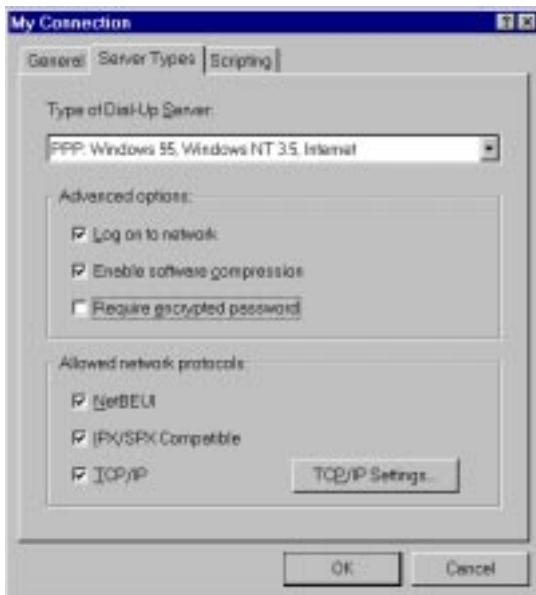 My Connection
General Server Types Scripting
Type of Dial-Up Server:
PPP: Windows 95, Windows NT 3.5, Internet
Advanced options:
Log on to network
Enable software compression
Require encrypted password
Allowed network protocols:
NetBEUI
IPX/SPX Compatible
TCP/IP
TCP/IP Settings...
OK Cancel